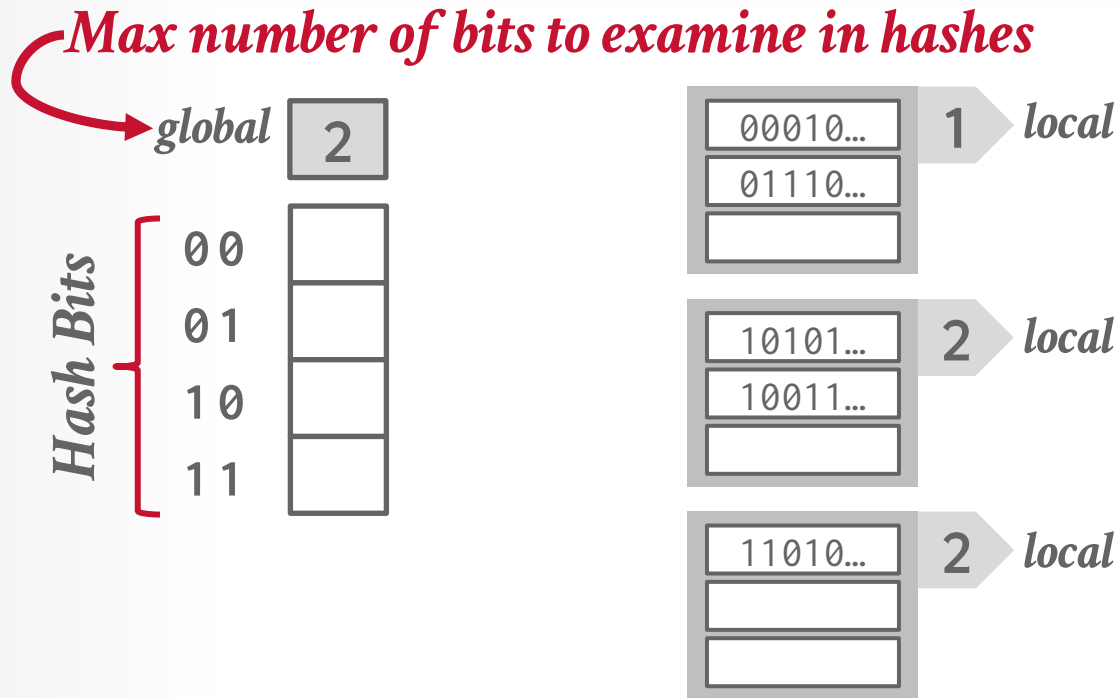 Max number of bits to examine in hashes
global 2
Hash Bits
00
01
10
11
00010… 1 local
01110…
10101… 2 local
10011…
11010… 2 local